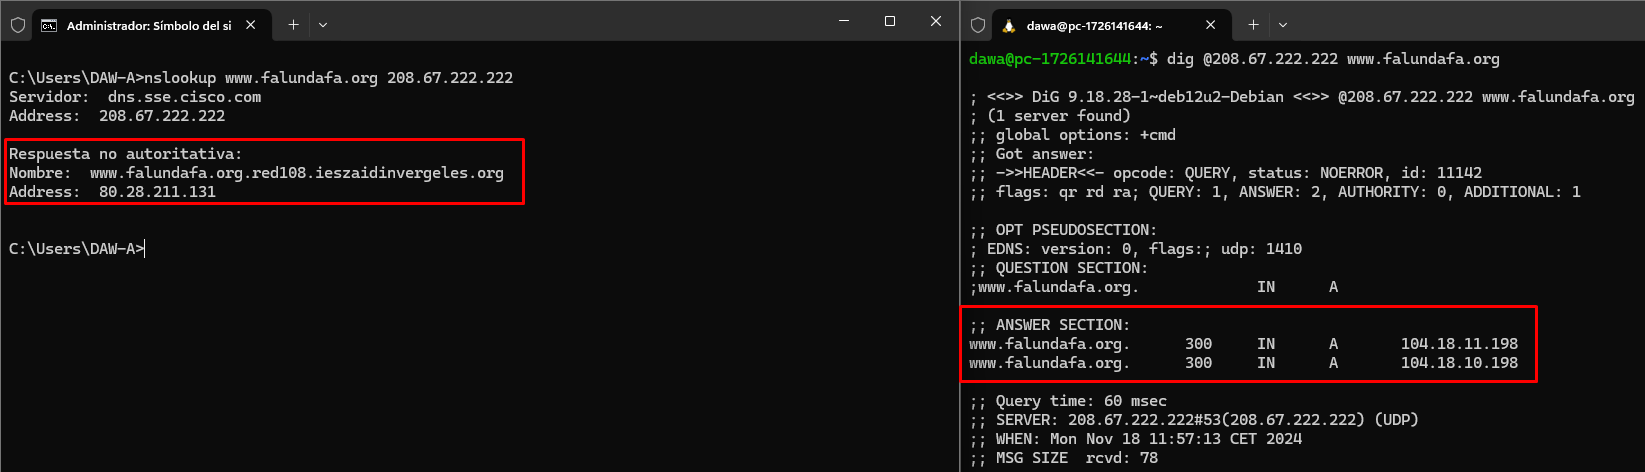 Administrador: Símbolo del si
C:\Users\DAW-A>nslookup www.falundafa.org 208.67.222.222
Servidor:  dns.sse.cisco.com
Address:  208.67.222.222
Respuesta no autoritativa:
Nombre:  www.falundafa.org.red108.ieszaidinvergeles.org
Address:  80.28.211.131
C:\Users\DAW-A>
dawa@pc-1726141644: ~
dawa@pc-1726141644:~$ dig @208.67.222.222 www.falundafa.org
; <<>> DiG 9.18.28-1~deb12u2-Debian <<>> @208.67.222.222 www.falundafa.org
; (1 server found)
;; global options: +cmd
;; Got answer:
;; ->>HEADER<<- opcode: QUERY, status: NOERROR, id: 11142
;; flags: qr rd ra; QUERY: 1, ANSWER: 2, AUTHORITY: 0, ADDITIONAL: 1
;; OPT PSEUDOSECTION:
; EDNS: version: 0, flags:; udp: 1410
;; QUESTION SECTION:
;www.falundafa.org.             IN      A
;; ANSWER SECTION:
www.falundafa.org.      300     IN      A       104.18.11.198
www.falundafa.org.      300     IN      A       104.18.10.198
;; Query time: 60 msec
;; SERVER: 208.67.222.222#53(208.67.222.222) (UDP)
;; WHEN: Mon Nov 18 11:57:13 CET 2024
;; MSG SIZE  rcvd: 78